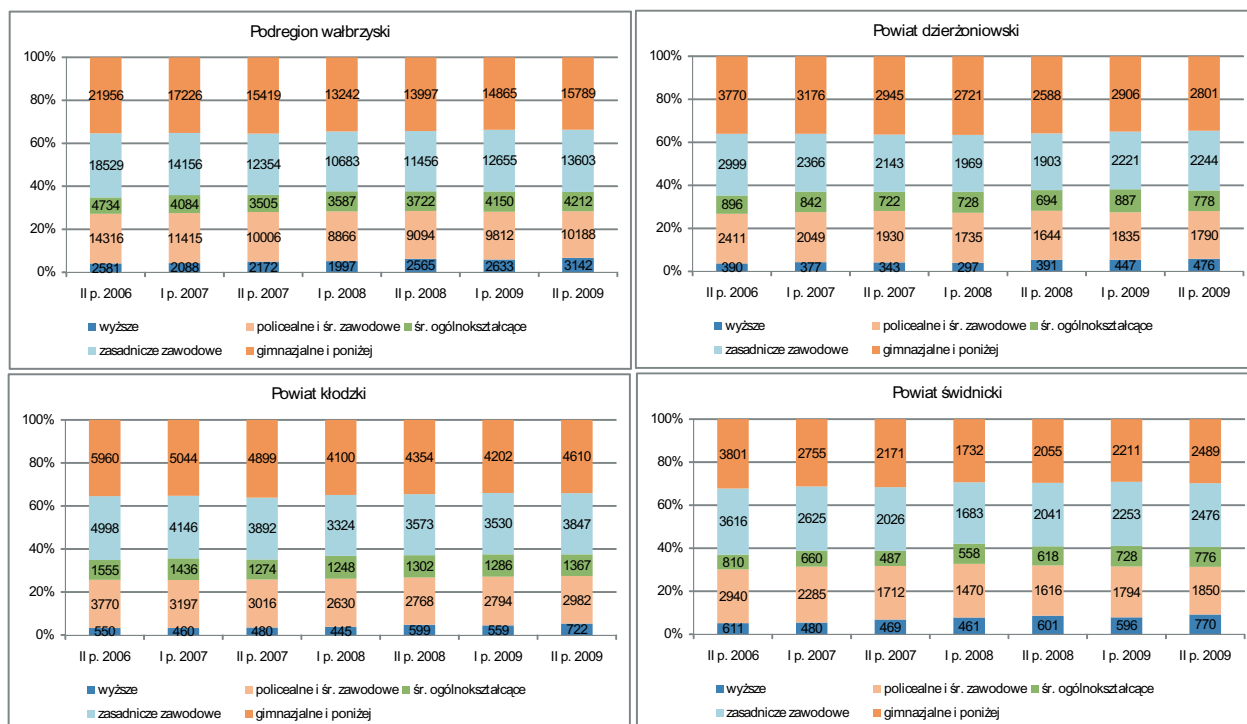 Podregion wałbrzyski
100%
80%
60%
40%
20%
0%
21956 17226 15419 13242 13997 14865 15789
18529 14156 12354 10683 11456 12655 13603
4734 4084 3505 3587 3722 4150 4212
14316 11415 10006 8866 9094 9812 10188
2581 2088 2172 1997 2565 2633 3142
II p. 2006 I p. 2007 II p. 2007 I p. 2008 II p. 2008 I p. 2009 II p. 2009
wyższe policealne i śr. zawodowe śr. ogólnokształcące
zasadnicze zawodowe gimnazjalne i poniżej
Powiat dzierżoniowski
100%
80%
60%
40%
20%
0%
3770 3176 2945 2721 2588 2906 2801
2999 2366 2143 1969 1903 2221 2244
896 842 722 728 694 887 778
2411 2049 1930 1735 1644 1835 1790
390 377 343 297 391 447 476
II p. 2006 I p. 2007 II p. 2007 I p. 2008 II p. 2008 I p. 2009 II p. 2009
wyższe policealne i śr. zawodowe śr. ogólnokształcące
zasadnicze zawodowe gimnazjalne i poniżej
Powiat kłodzki
100%
80%
60%
40%
20%
0%
5960 5044 4899 4100 4354 4202 4610
4998 4146 3892 3324 3573 3530 3847
1555 1436 1274 1248 1302 1286 1367
3770 3197 3016 2630 2768 2794 2982
550 460 480 445 599 559 722
II p. 2006 I p. 2007 II p. 2007 I p. 2008 II p. 2008 I p. 2009 II p. 2009
wyższe policealne i śr. zawodowe śr. ogólnokształcące
zasadnicze zawodowe gimnazjalne i poniżej
Powiat świdnicki
100%
80%
60%
40%
20%
0%
3801 2755 2171 1732 2055 2211 2489
3616 2625 2026 1683 2041 2253 2476
810 660 487 558 618 728 776
2940 2285 1712 1470 1616 1794 1850
611 480 469 461 601 596 770
II p. 2006 I p. 2007 II p. 2007 I p. 2008 II p. 2008 I p. 2009 II p. 2009
wyższe policealne i śr. zawodowe śr. ogólnokształcące
zasadnicze zawodowe gimnazjalne i poniżej